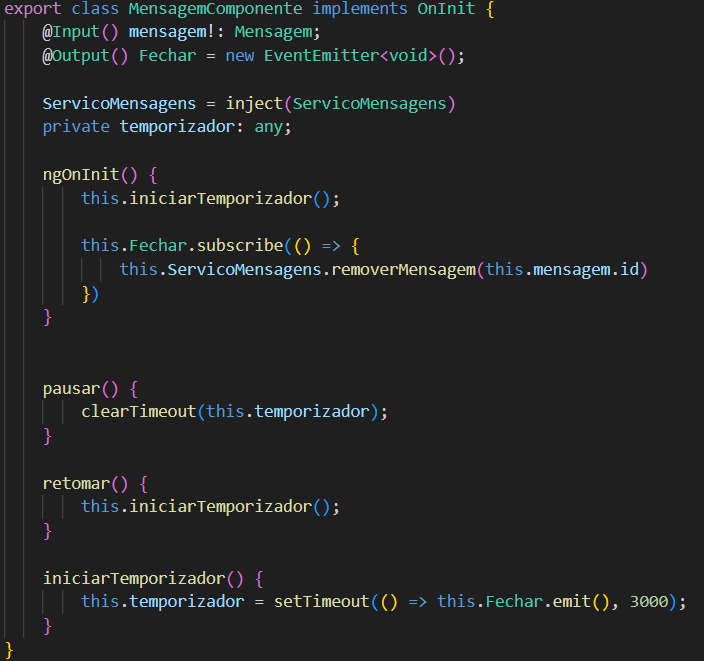 export class MensagemComponente implements OnInit {
@Input() mensagem!: Mensagem;
@Output() Fechar = new EventEmitter<void>();
ServicoMensagens = inject(ServicoMensagens)
private temporizador: any;
ngOnInit() {
this.iniciarTemporizador();
this.Fechar.subscribe(() => {
this.ServicoMensagens.removerMensagem(this.mensagem.id)
})
}
pausar() {
clearTimeout(this.temporizador);
}
retomar() {
this.iniciarTemporizador();
}
iniciarTemporizador() {
this.temporizador = setTimeout(() => this.Fechar.emit(), 3000);
}
}